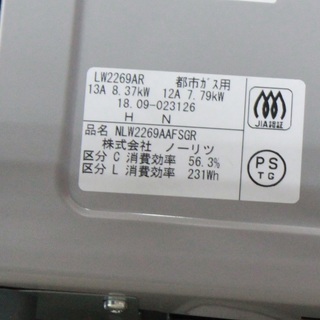 LW2269AR 都市ガス用
13A 8.37kW 12A 7.79kW
18.09-023126
H N
JIA認証
品名 NLW2269AAFSGR
株式会社 ノーリツ
区分 C 消費効率 56.3%
区分 L 消費効率 231Wh
PS
TG